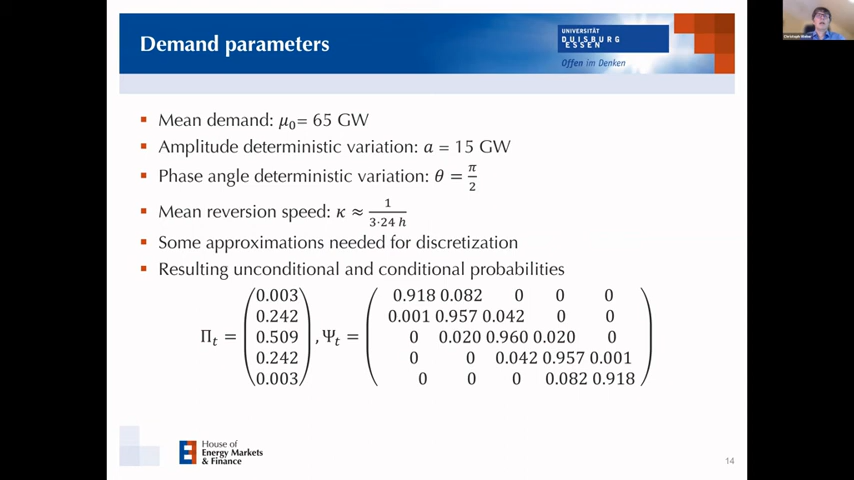 Demand parameters
UNIVERSITÄT
DUISBURG
ESSEN
Offen im Denken
Mean demand: μ₀= 65 GW
Amplitude deterministic variation: a = 15 GW
Phase angle deterministic variation: θ = π/2
Mean reversion speed: κ ≈ 1/(3·24 h)
Some approximations needed for discretization
Resulting unconditional and conditional probabilities
Πt = (0.003 0.242 0.509 0.242 0.003), Ψt =
0.918 0.082 0 0 0
0.001 0.957 0.042 0 0
0 0.020 0.960 0.020 0
0 0 0.042 0.957 0.001
0 0 0 0.082 0.918
House of
Energy Markets
& Finance
14